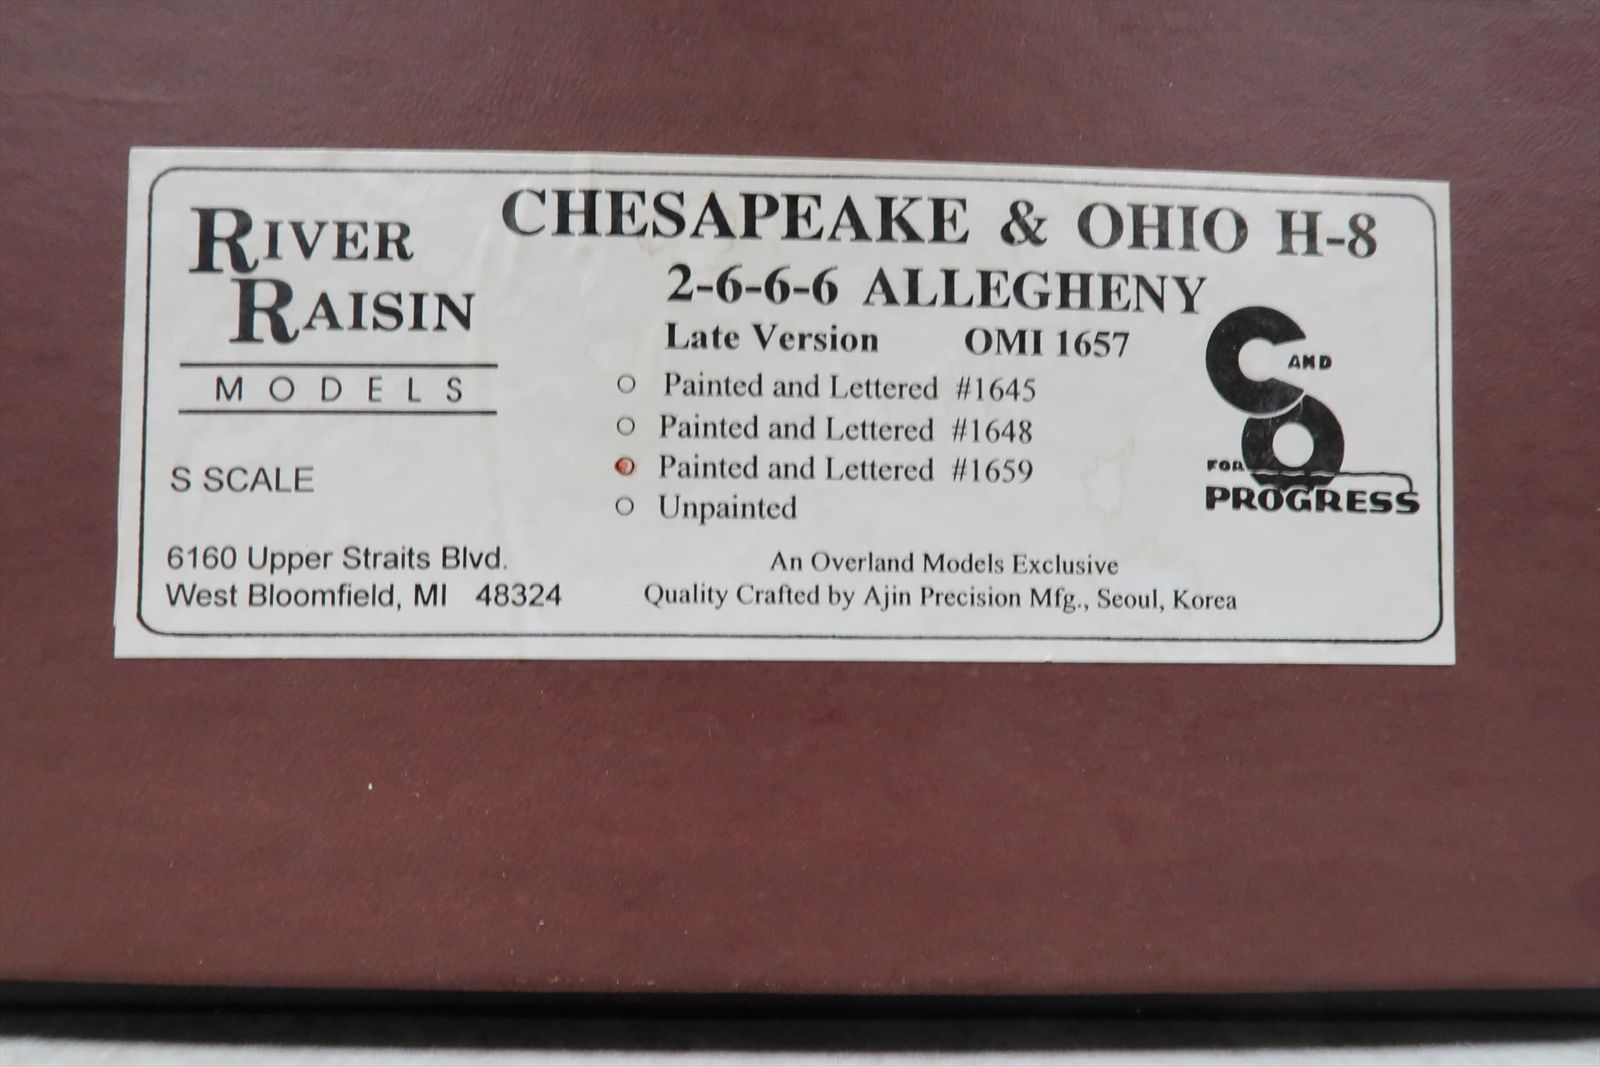 RIVER RAISIN
MODELS
S SCALE
6160 Upper Straits Blvd.
West Bloomfield, MI 48324
CHESAPEAKE & OHIO H-8
2-6-6-6 ALLEGHENY
Late Version OMI 1657
Painted and Lettered #1645
Painted and Lettered #1648
Painted and Lettered #1659
Unpainted
An Overland Models Exclusive
Quality Crafted by Ajin Precision Mfg., Seoul, Korea
C AND O
FOR
PROGRESS